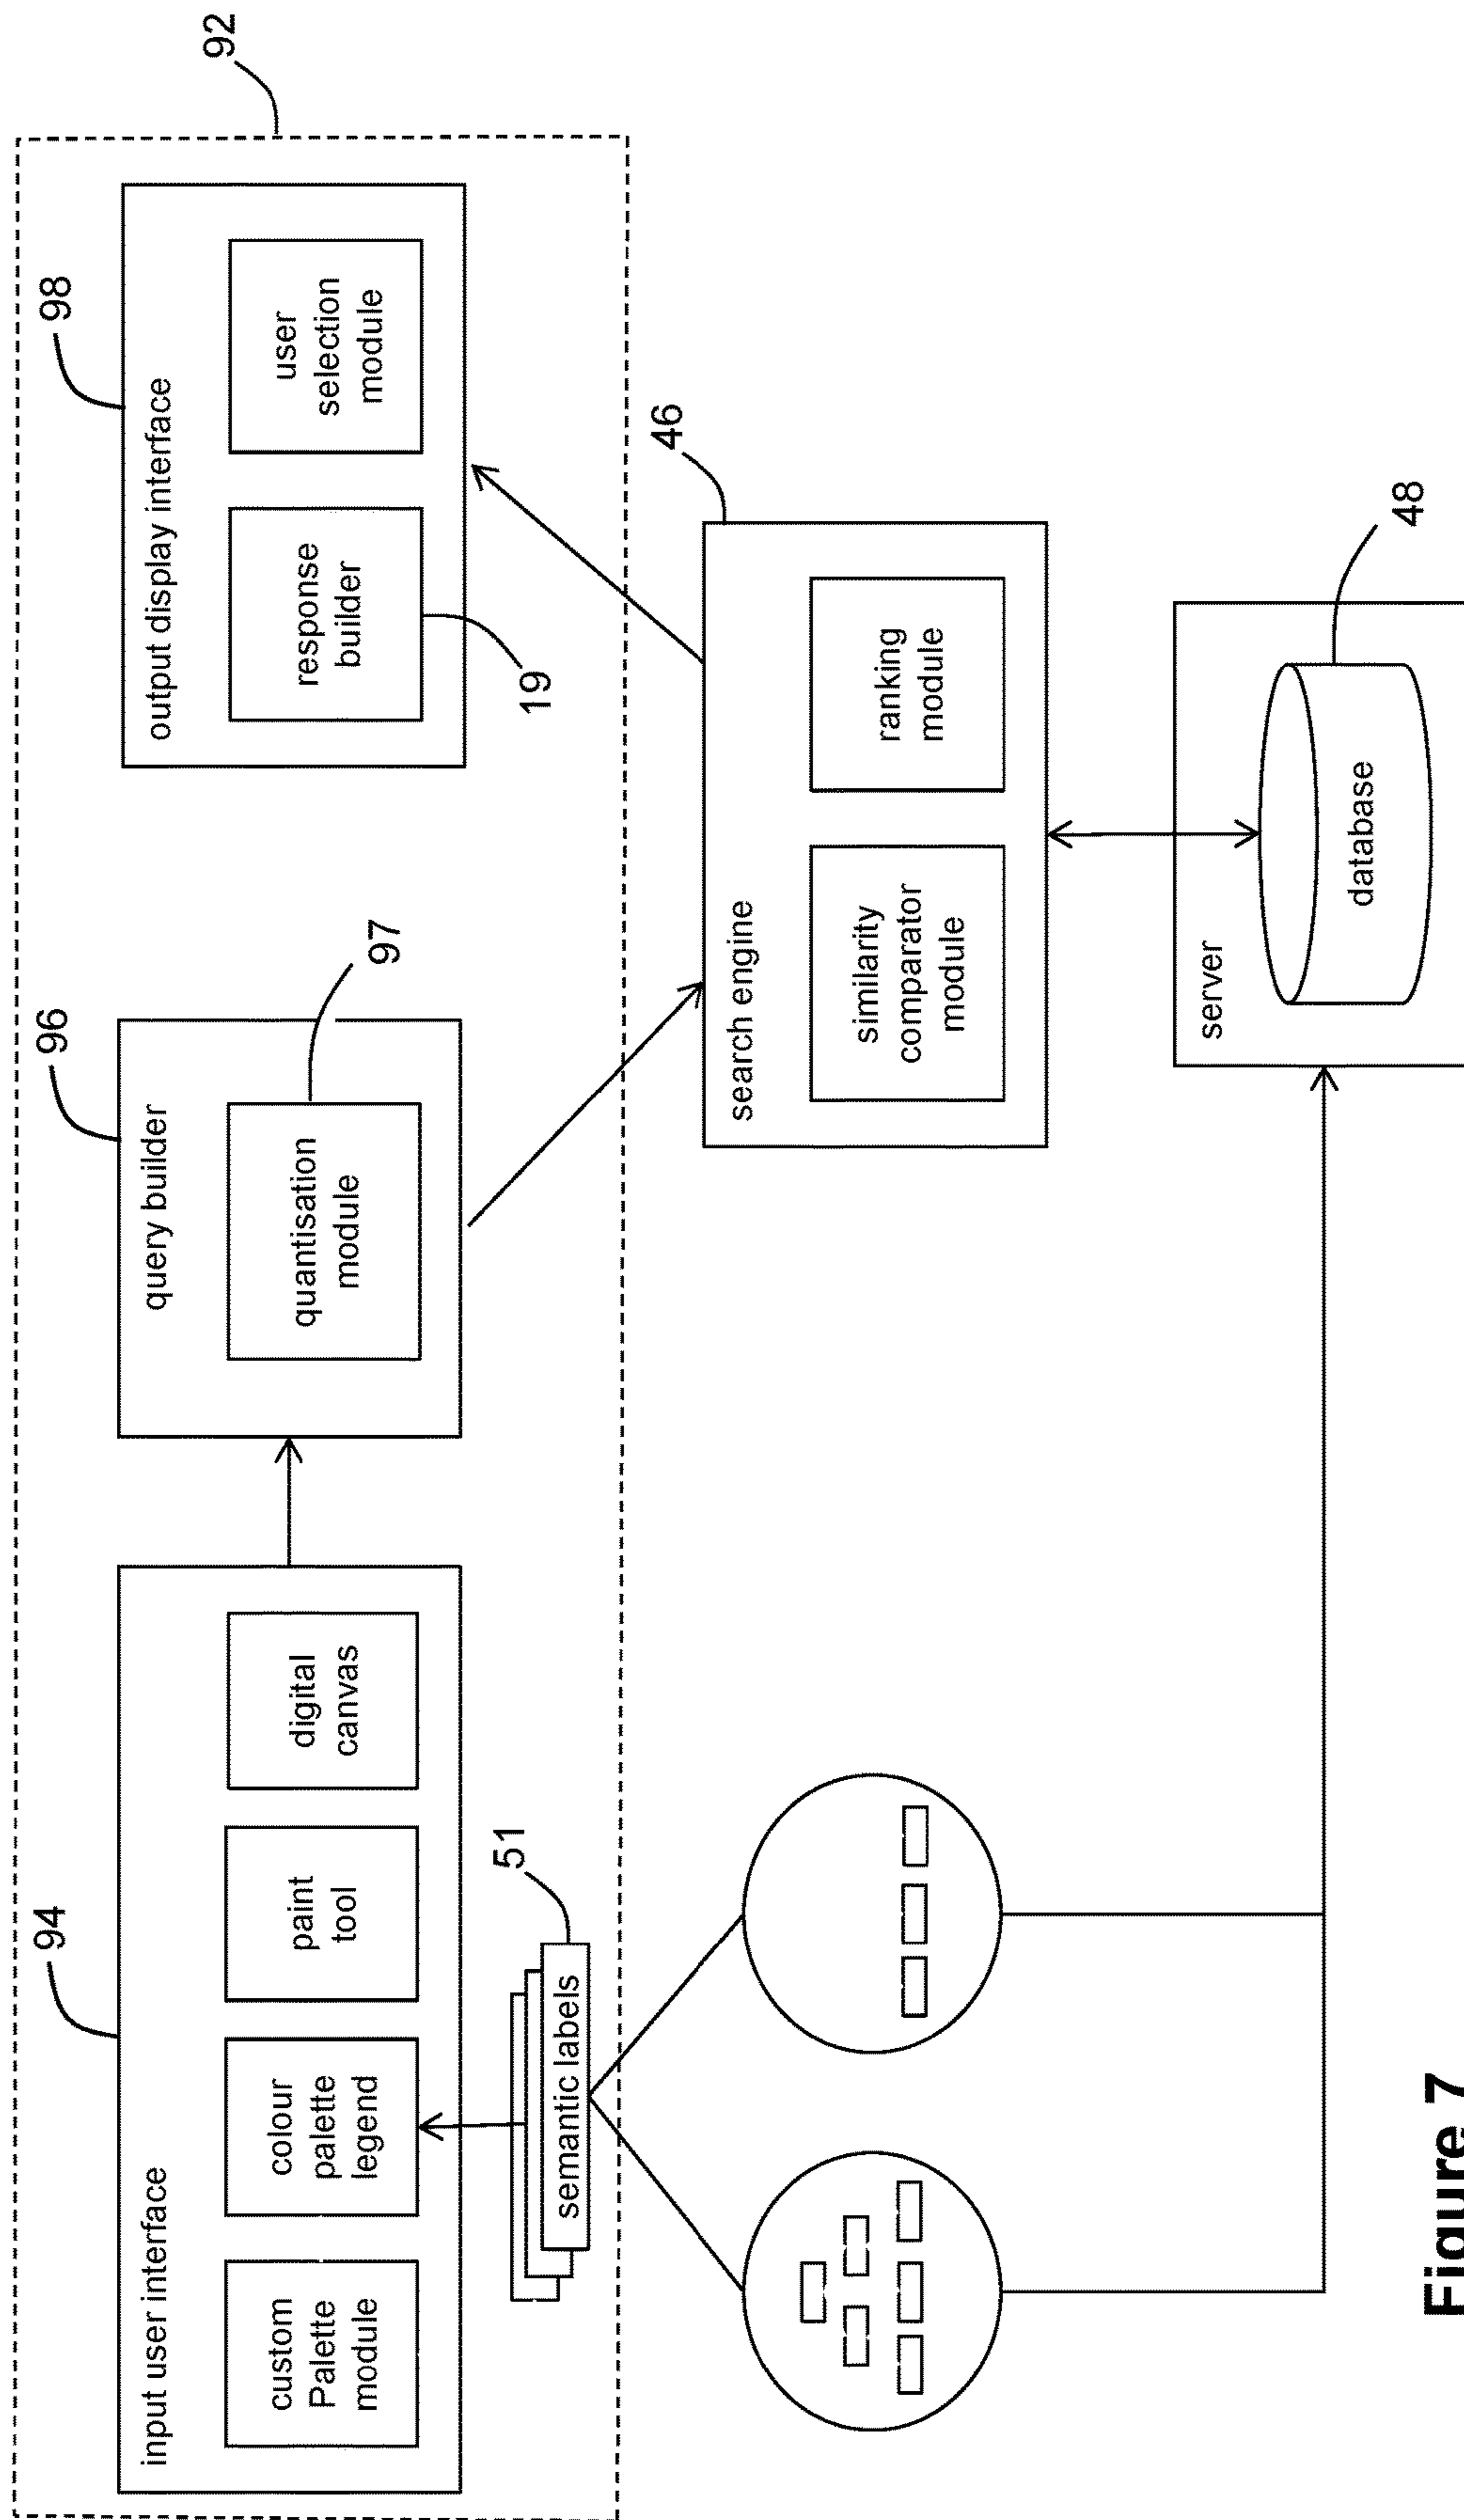 92
94
96
98
input user interface
custom
Palette
module
colour
palette
legend
paint
tool
digital
canvas
query builder
quantisation
module
97
output display interface
response
builder
19
user
selection
module
semantic labels
51
46
search engine
similarity
comparator
module
ranking
module
server
database
48
Figure 7